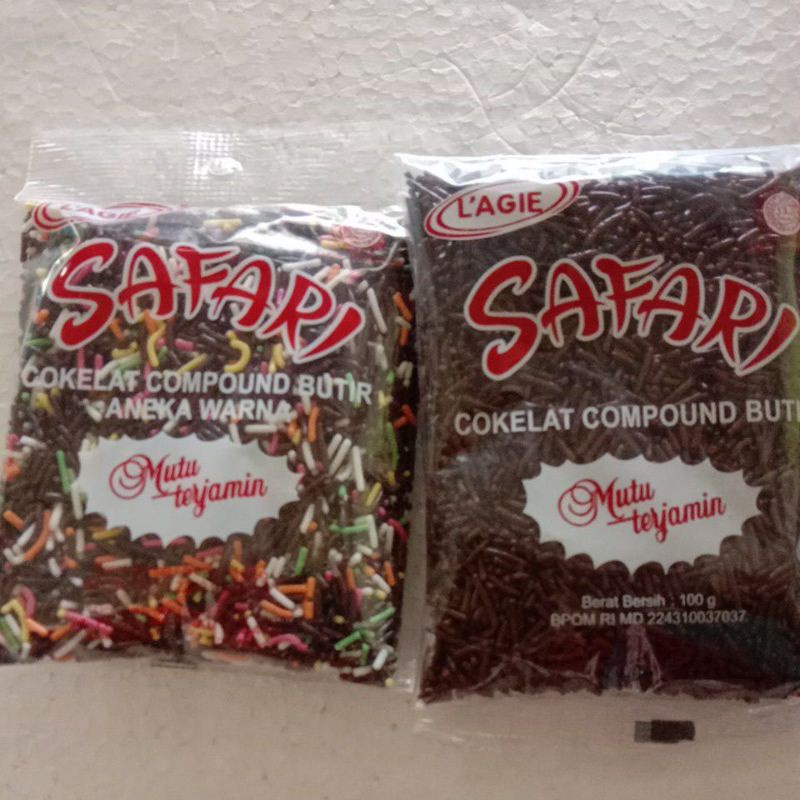 L'AGIE
SAFARI
COKELAT COMPOUND BUTIR
ANEKA WARNA
Mutu
terjamin
L'AGIE
SAFARI
COKELAT COMPOUND BUTI
Mutu
terjamin
Berat Bersih : 100 g
BPOM RI MD 224310037037